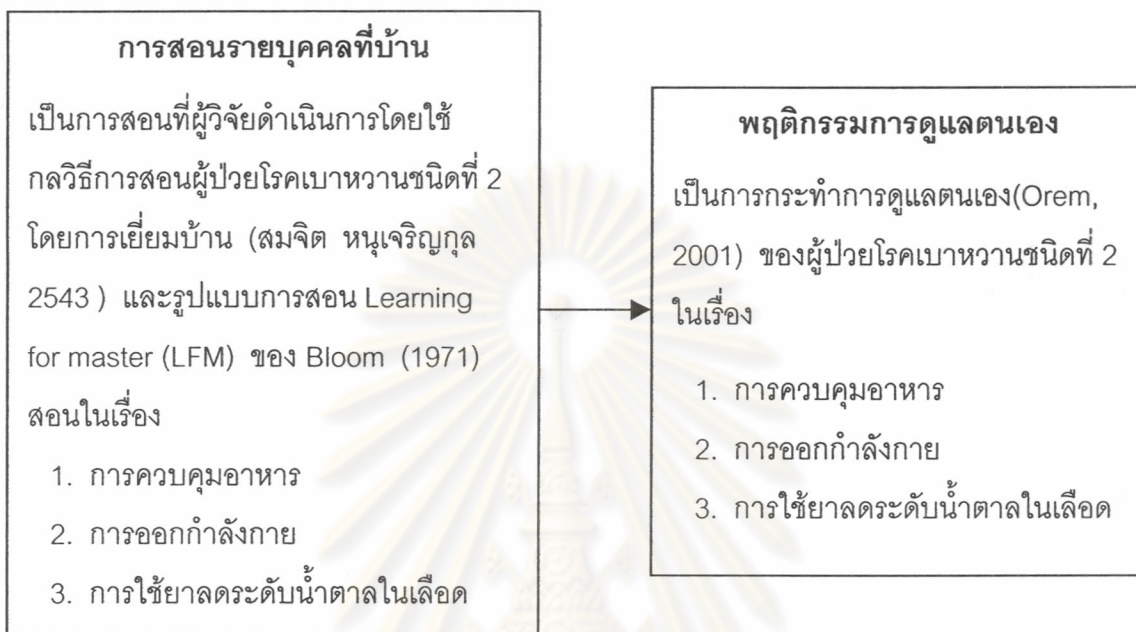 การสอนรายบุคคลที่บ้าน
เป็นการสอนที่ผู้วิจัยดำเนินการโดยใช้
กลวิธีการสอนผู้ป่วยโรคเบาหวานชนิดที่ 2
โดยการเยี่ยมบ้าน (สมจิต หนุเจริญกุล
2543 ) และรูปแบบการสอน Learning
for master (LFM) ของ Bloom (1971)
สอนในเรื่อง
1. การควบคุมอาหาร
2. การออกกำลังกาย
3. การใช้ยาลดระดับน้ำตาลในเลือด
พฤติกรรมการดูแลตนเอง
เป็นการกระทำการดูแลตนเอง(Orem,
2001) ของผู้ป่วยโรคเบาหวานชนิดที่ 2
ในเรื่อง
1. การควบคุมอาหาร
2. การออกกำลังกาย
3. การใช้ยาลดระดับน้ำตาลในเลือด